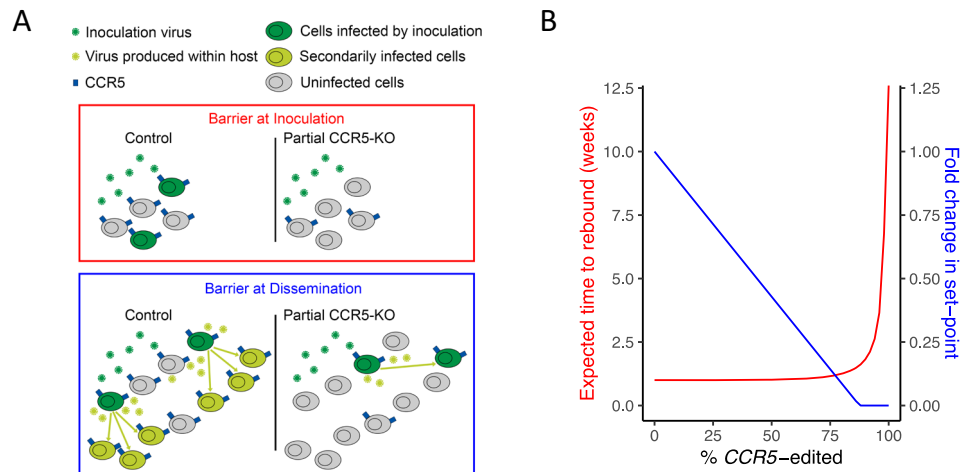 A
Inoculation virus
Cells infected by inoculation
Virus produced within host
Secondarily infected cells
CCR5
Uninfected cells
Barrier at Inoculation
Control
Partial CCR5-KO
Barrier at Dissemination
Control
Partial CCR5-KO
B
Expected time to rebound (weeks)
12.5
10.0
7.5
5.0
2.5
0.0
Fold change in set-point
1.25
1.00
0.75
0.50
0.25
0.00
0 25 50 75 100
% CCR5-edited